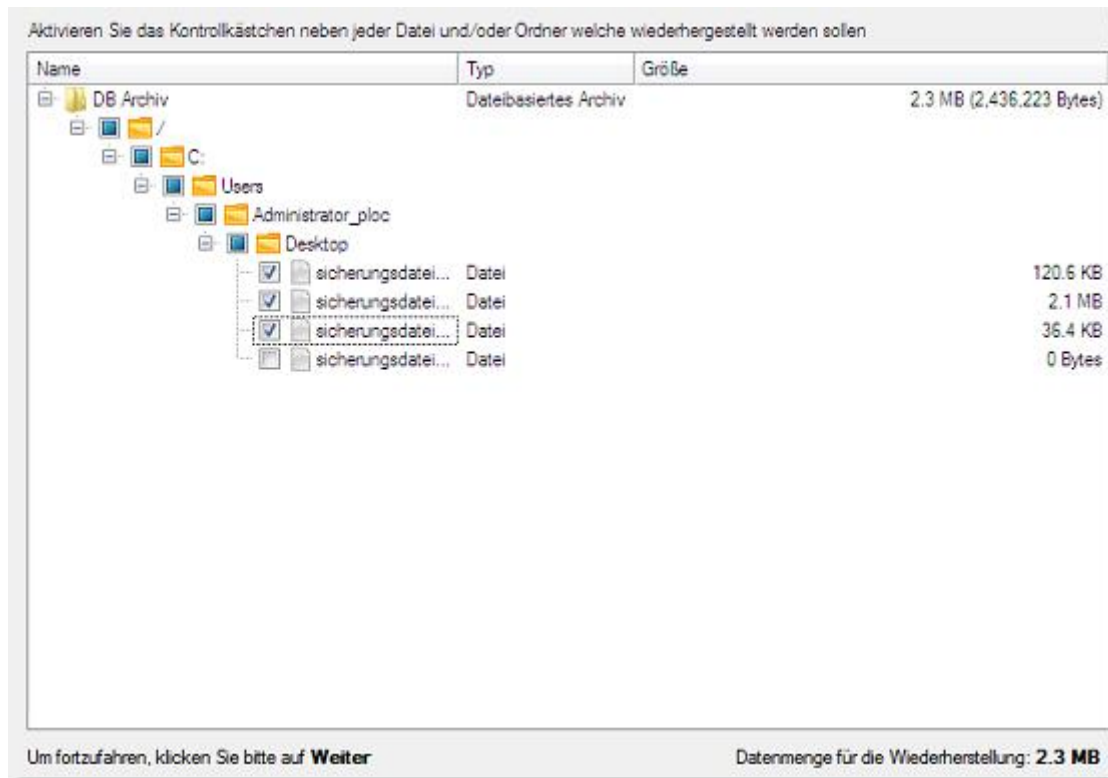 Aktivieren Sie das Kontrollkästchen neben jeder Datei und/oder Ordner welche wiederhergestellt werden sollen
Name Typ Größe
DB Archiv Dateibasiertes Archiv 2.3 MB (2,436,223 Bytes)
/
C:
Users
Administrator_ploc
Desktop
sicherungsdatei... Datei 120.6 KB
sicherungsdatei... Datei 2.1 MB
sicherungsdatei... Datei 36.4 KB
sicherungsdatei... Datei 0 Bytes
Um fortzufahren, klicken Sie bitte auf Weiter Datenmenge für die Wiederherstellung: 2.3 MB